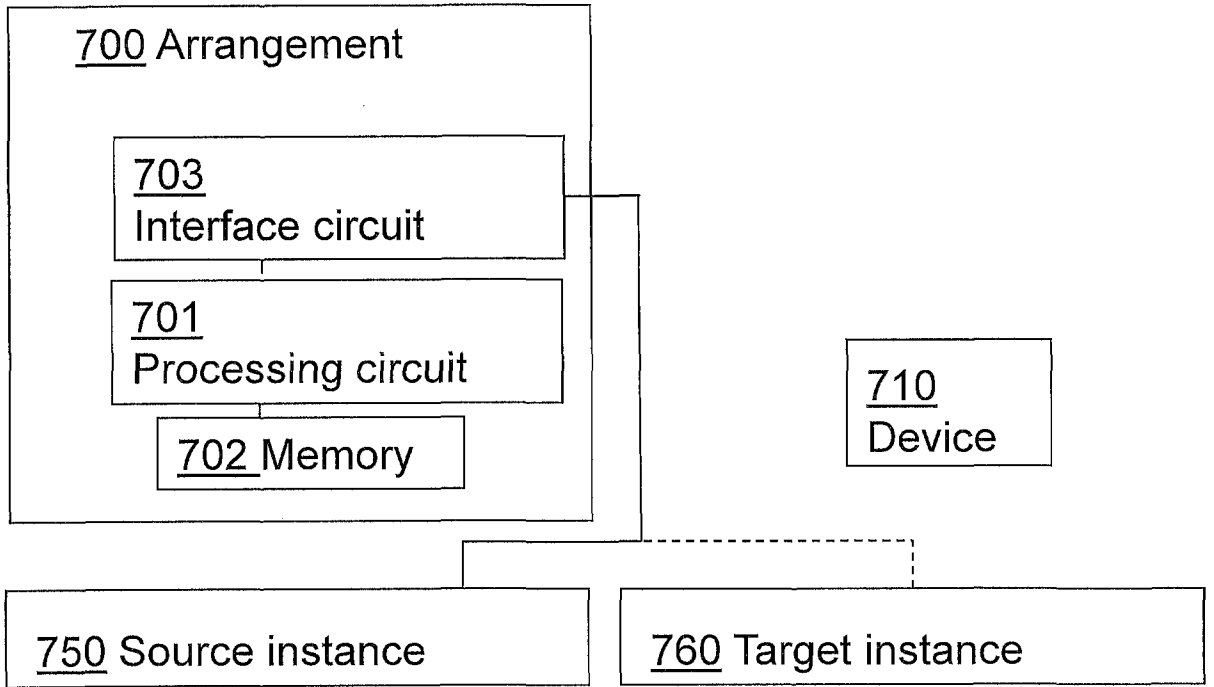 700 Arrangement
703
Interface circuit
701
Processing circuit
702 Memory
710
Device
750 Source instance
760 Target instance